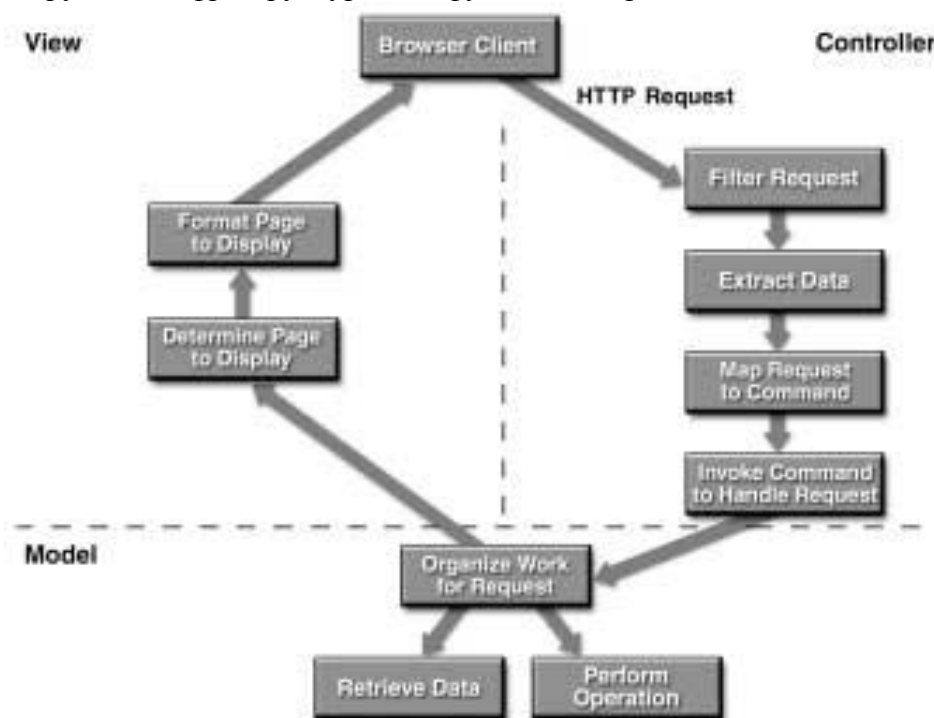 View
Browser Client
Controller
HTTP Request
Filter Request
Format Page
to Display
Extract Data
Determine Page
to Display
Map Request
to Command
Invoke Command
to Handle Request
Model
Organize Work
for Request
Retrieve Data
Perform
Operation